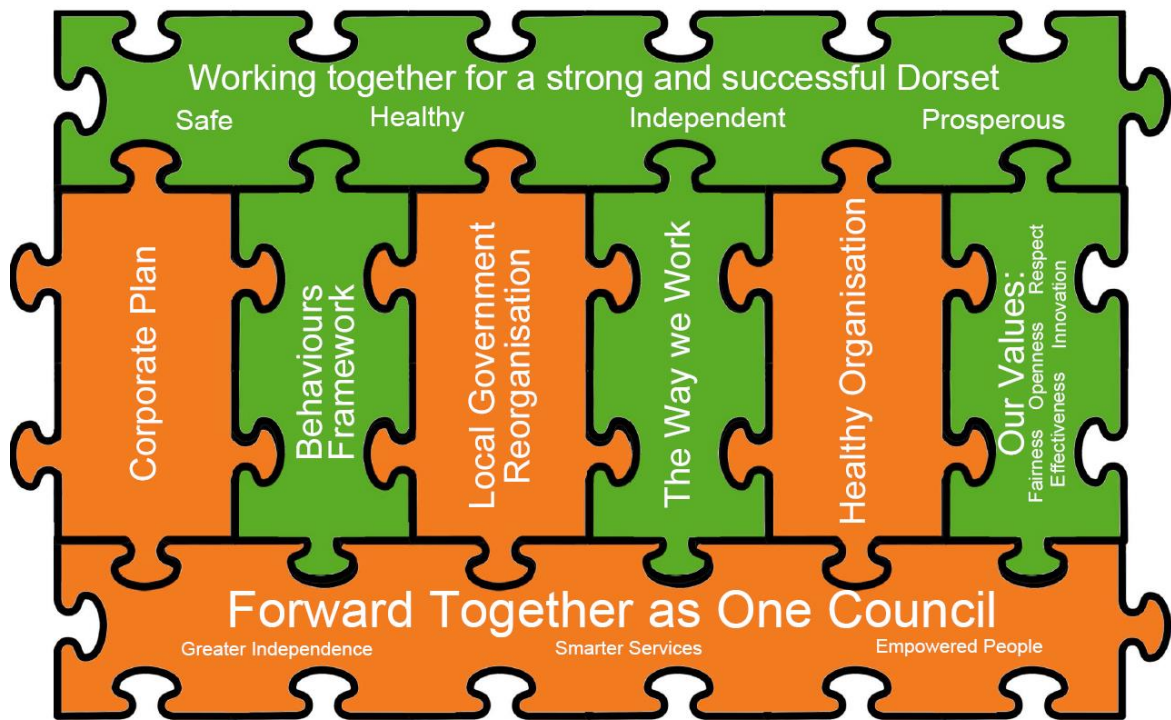 Working together for a strong and successful Dorset
Safe Healthy Independent Prosperous
Corporate Plan
Behaviours
Framework
Local Government
Reorganisation
The Way we Work
Healthy Organisation
Our Values:
Fairness Openness Respect
Effectiveness Innovation
Forward Together as One Council
Greater Independence Smarter Services Empowered People